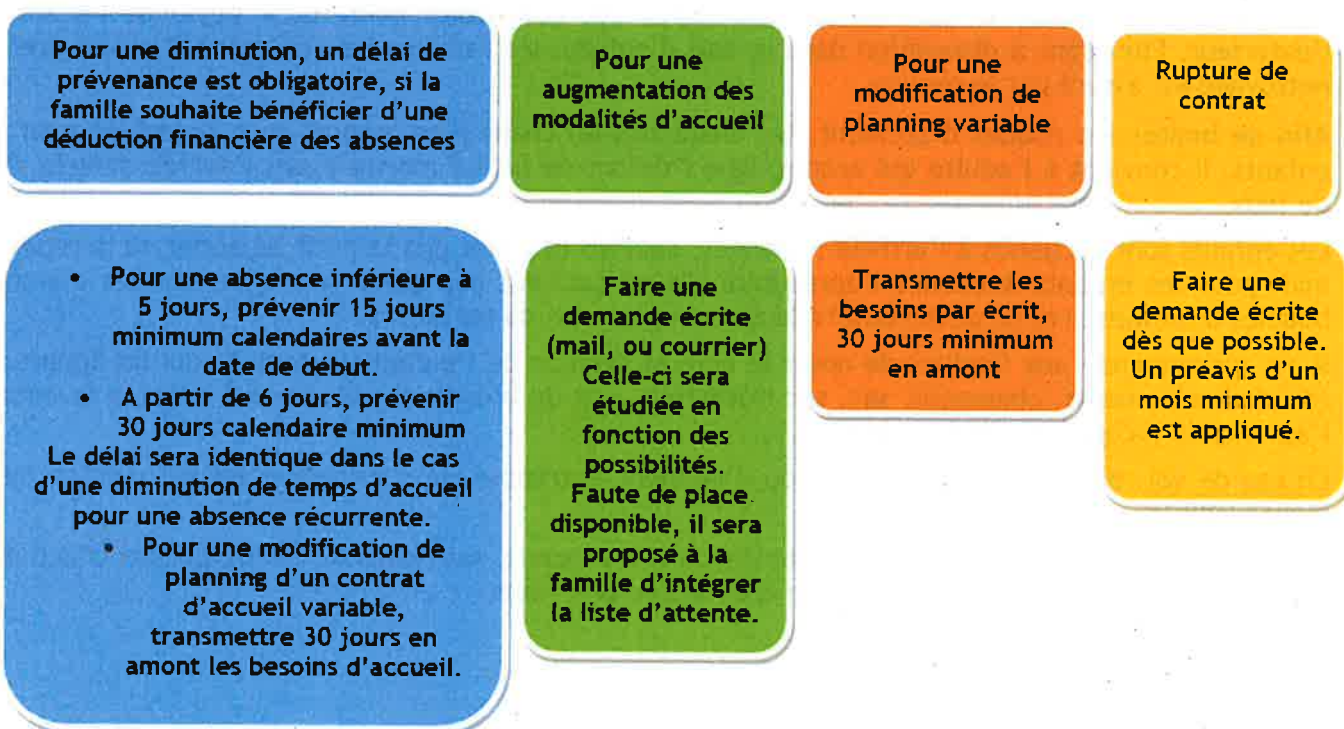 Pour une diminution, un délai de
prévenance est obligatoire, si la
famille souhaite bénéficier d'une
déduction financière des absences
Pour une
augmentation des
modalités d'accueil
Pour une
modification de
planning variable
Rupture de
contrat
• Pour une absence inférieure à
5 jours, prévenir 15 jours
minimum calendaires avant la
date de début.
• A partir de 6 jours, prévenir
30 jours calendaire minimum
Le délai sera identique dans le cas
d'une diminution de temps d'accueil
pour une absence récurrente.
• Pour une modification de
planning d'un contrat
d'accueil variable,
transmettre 30 jours en
amont les besoins d'accueil.
Faire une
demande écrite
(mail, ou courrier)
Celle-ci sera
étudiée en
fonction des
possibilités.
Faute de place
disponible, il sera
proposé à la
famille d'intégrer
la liste d'attente.
Transmettre les
besoins par écrit,
30 jours minimum
en amont
Faire une
demande écrite
dès que possible.
Un préavis d'un
mois minimum
est appliqué.